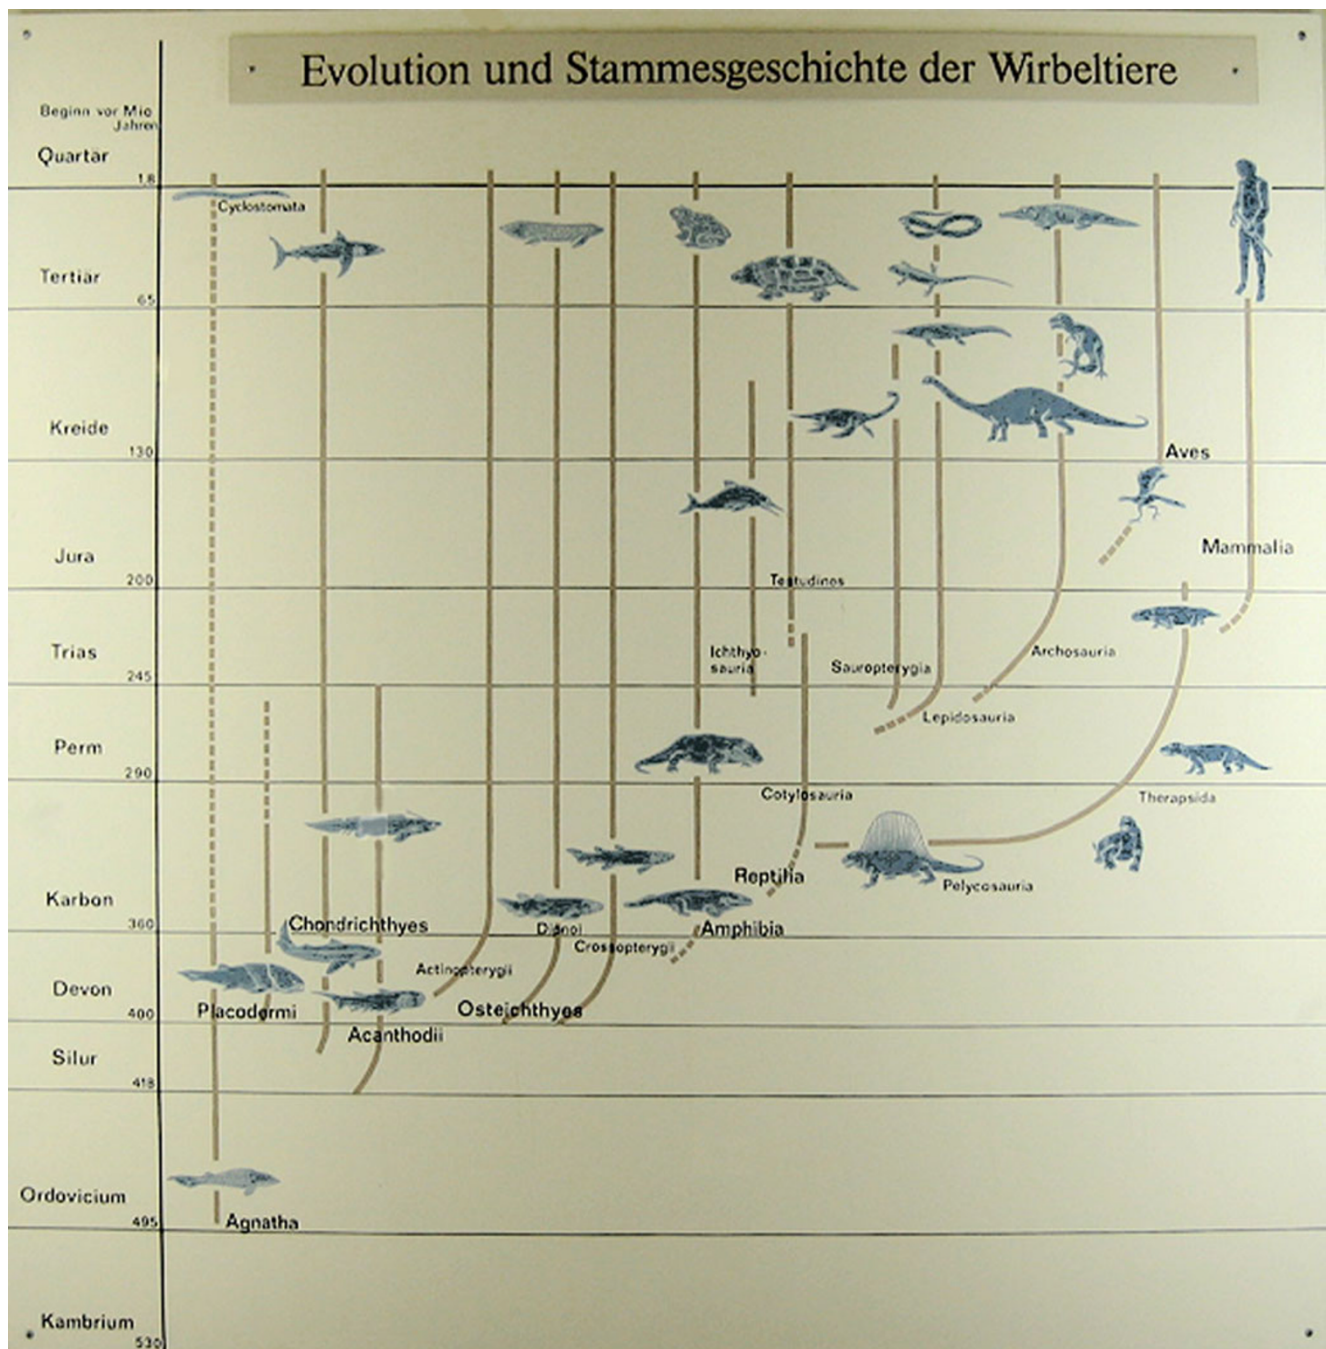 Evolution und Stammesgeschichte der Wirbeltiere
Beginn vor Mio
Jahren
Quartär
1,8
Cyclostomata
Tertiär
65
Kreide
130
Aves
Jura
Mammalia
200
Testudines
Trias
Ichthyo-
sauria
Sauropterygia
Archosauria
245
Lepidosauria
Perm
290
Cotylosauria
Therapsida
Reptilia
Pelycosauria
Karbon
Chondrichthyes
360
Dipnoi
Amphibia
Crossopterygii
Actinopterygii
Devon
Placodermi
Osteichthyes
400
Acanthodii
Silur
418
Ordovicium
495
Agnatha
Kambrium
530